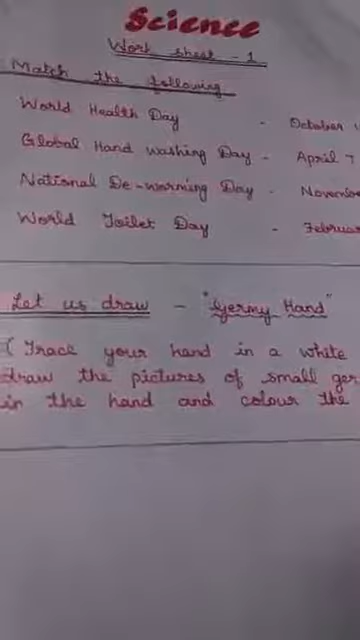 Science
Work sheet - 1
Match the following
World Health Day - October
Global Hand Washing Day - April 7
National De-worming Day -
World Toilet Day -
Let us draw - "Germy Hand"
(Trace your hand in a white
draw the pictures of small
in the hand and colour the